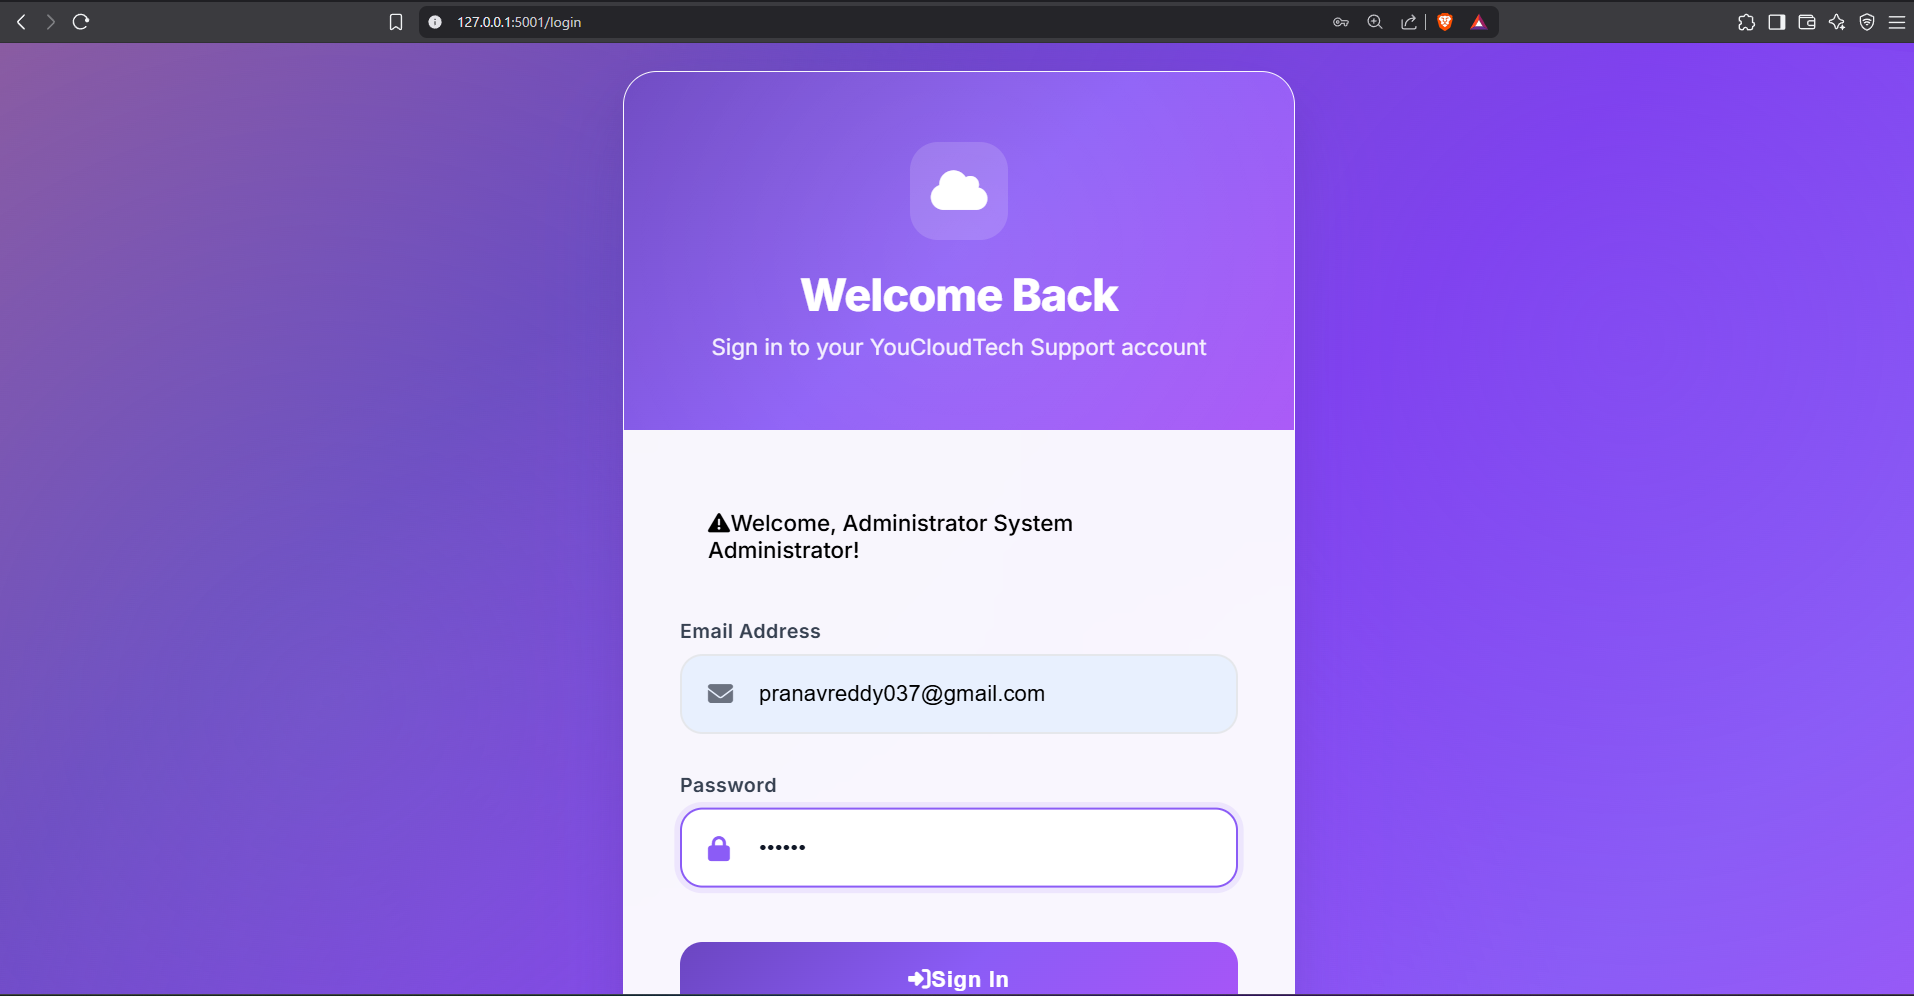 127.0.0.1:5001/login
Welcome Back
Sign in to your YouCloudTech Support account
Welcome, Administrator System
Administrator!
Email Address
pranavreddy037@gmail.com
Password
••••••
Sign In